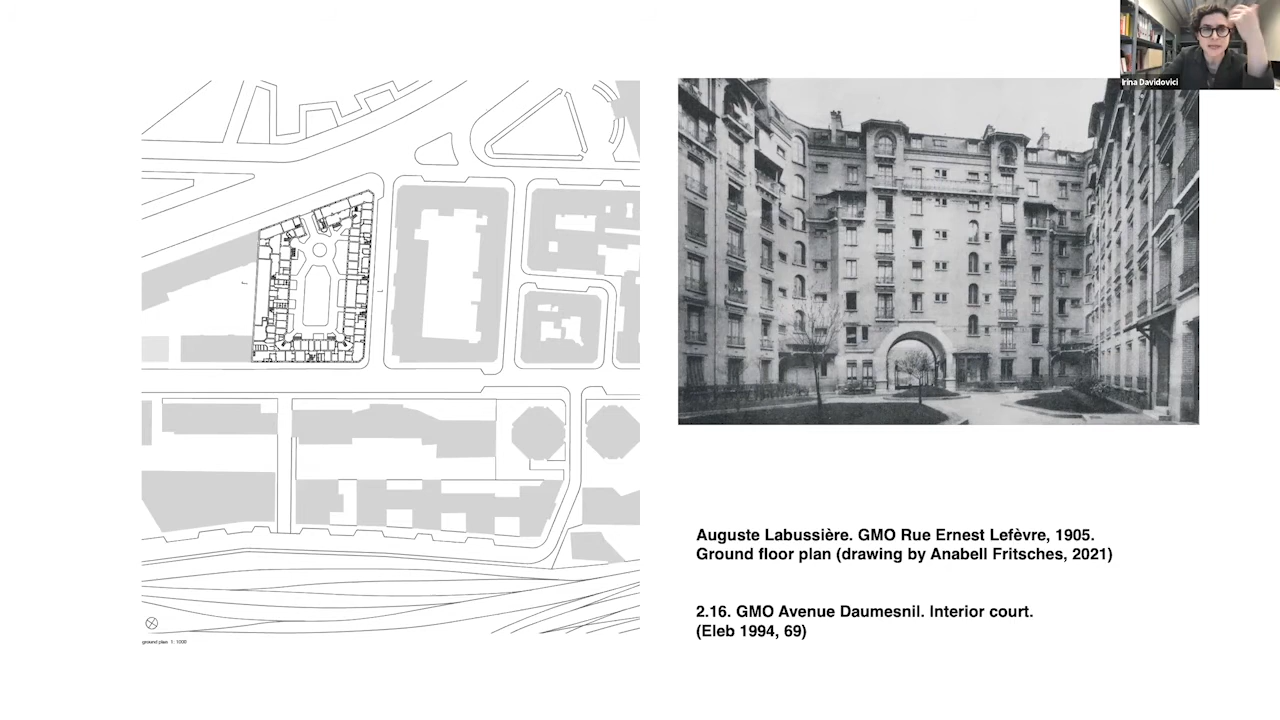 Irina Davidovici
Auguste Labussière. GMO Rue Ernest Lefèvre, 1905.
Ground floor plan (drawing by Anabell Fritsches, 2021)
2.16. GMO Avenue Daumesnil. Interior court.
(Eleb 1994, 69)
ground plan 1: 1000